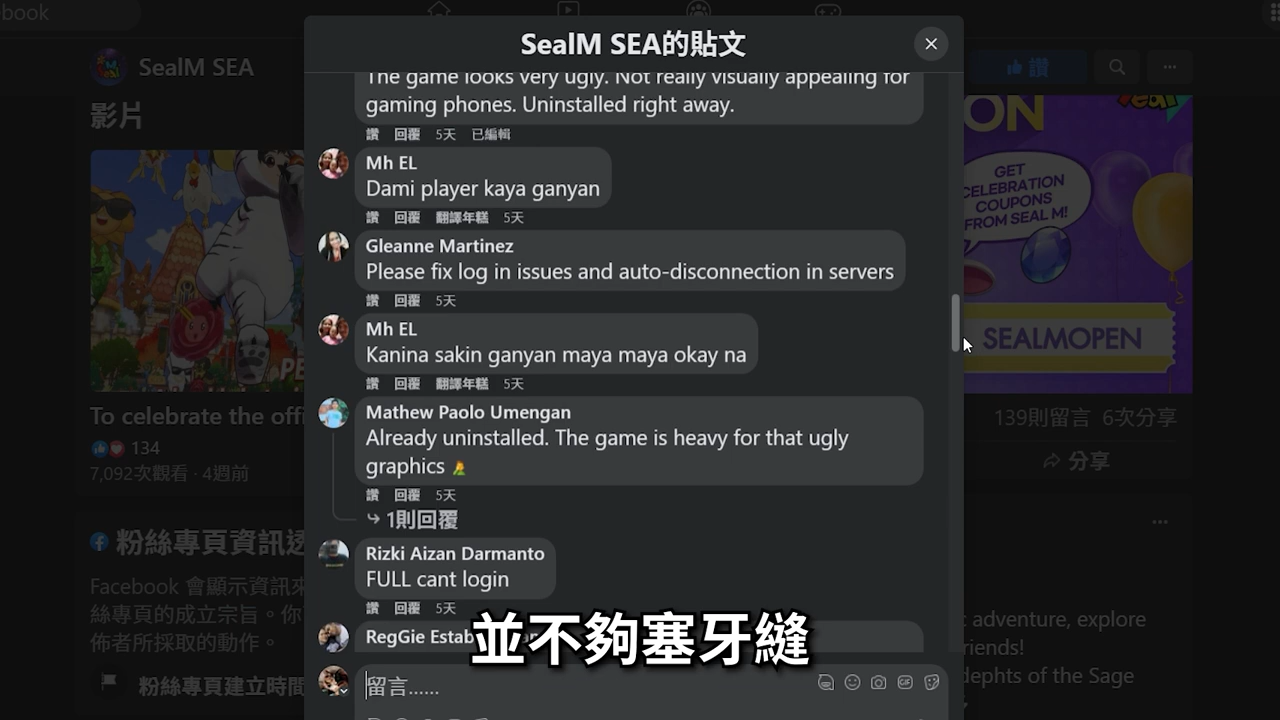 book
SealM SEA的貼文
SealM SEA
讚
影片
The game looks very ugly. Not really visually appealing for
gaming phones. Uninstalled right away.
讚 回覆 5天 已編輯
Mh EL
Dami player kaya ganyan
讚 回覆 翻譯年糕 5天
Gleanne Martinez
Please fix log in issues and auto-disconnection in servers
讚 回覆 5天
Mh EL
Kanina sakin ganyan maya maya okay na
讚 回覆 翻譯年糕 5天
Mathew Paolo Umengan
Already uninstalled. The game is heavy for that ugly
graphics 🤦
讚 回覆 5天
1則回覆
Rizki Aizan Darmanto
FULL cant login
讚 回覆 5天
RegGie Estab
留言......
並不夠塞牙縫
To celebrate the offi
134
7,092次觀看 · 4週前
粉絲專頁資訊透
Facebook 會顯示資訊來
絲專頁的成立宗旨。你
佈者所採取的動作。
粉絲專頁建立時間
ON
GET
CELEBRATION
COUPONS
FROM SEAL M!
SEALMOPEN
139則留言 6次分享
分享
adventure, explore
riends!
depths of the Sage